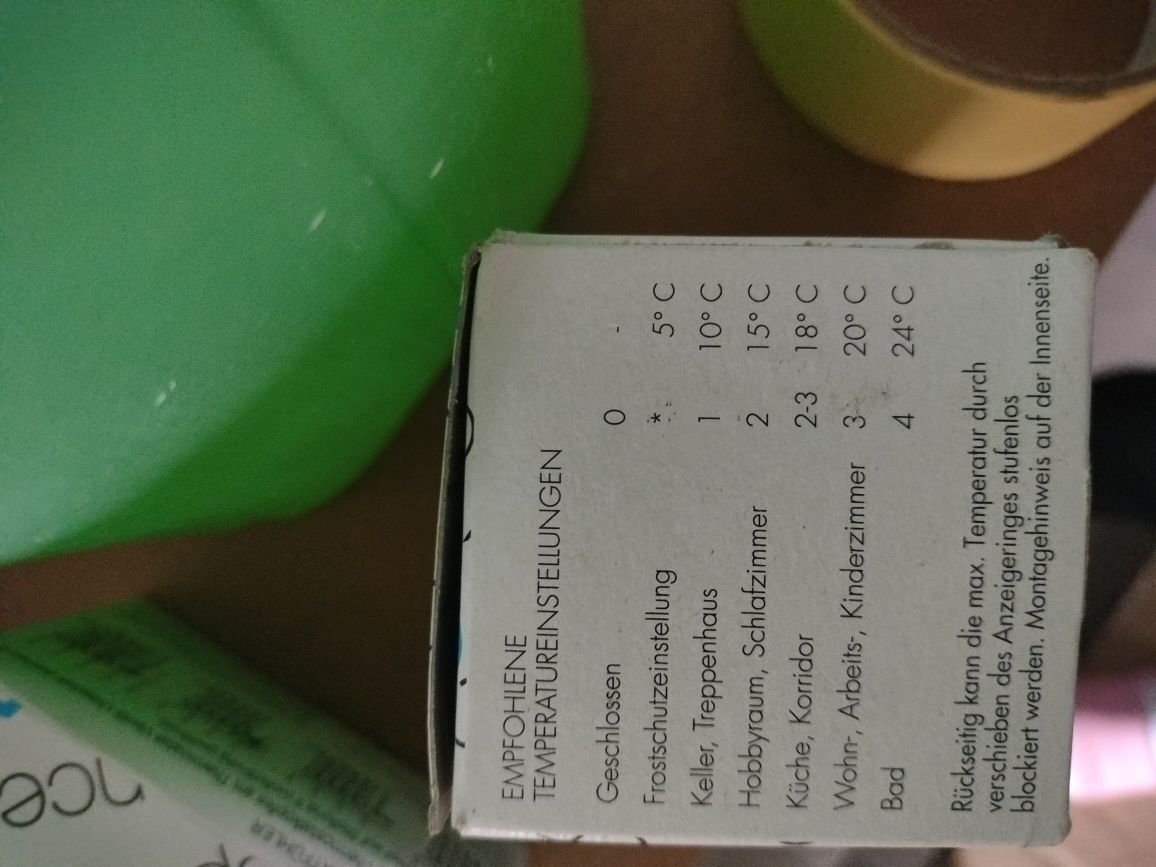 EMPFOHLENE
TEMPERATUREINSTELLUNGEN
Geschlossen 0 -
Frostschutzeinstellung * 5° C
Keller, Treppenhaus 1 10° C
Hobbyraum, Schlafzimmer 2 15° C
Küche, Korridor 2-3 18° C
Wohn-, Arbeits-, Kinderzimmer 3 20° C
Bad 4 24° C
Rückseitig kann die max. Temperatur durch
verschieben des Anzeigeringes stufenlos
blockiert werden. Montagehinweis auf der Innenseite.